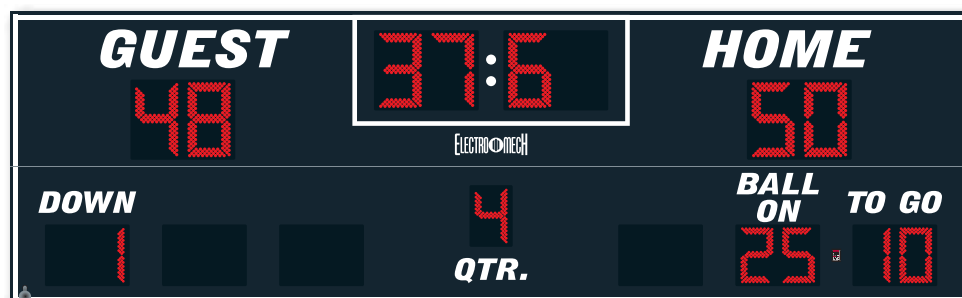 GUEST
37:6
HOME
48
50
ELECTRO MECH
DOWN
4
BALL
ON
TO GO
1
QTR.
25
10